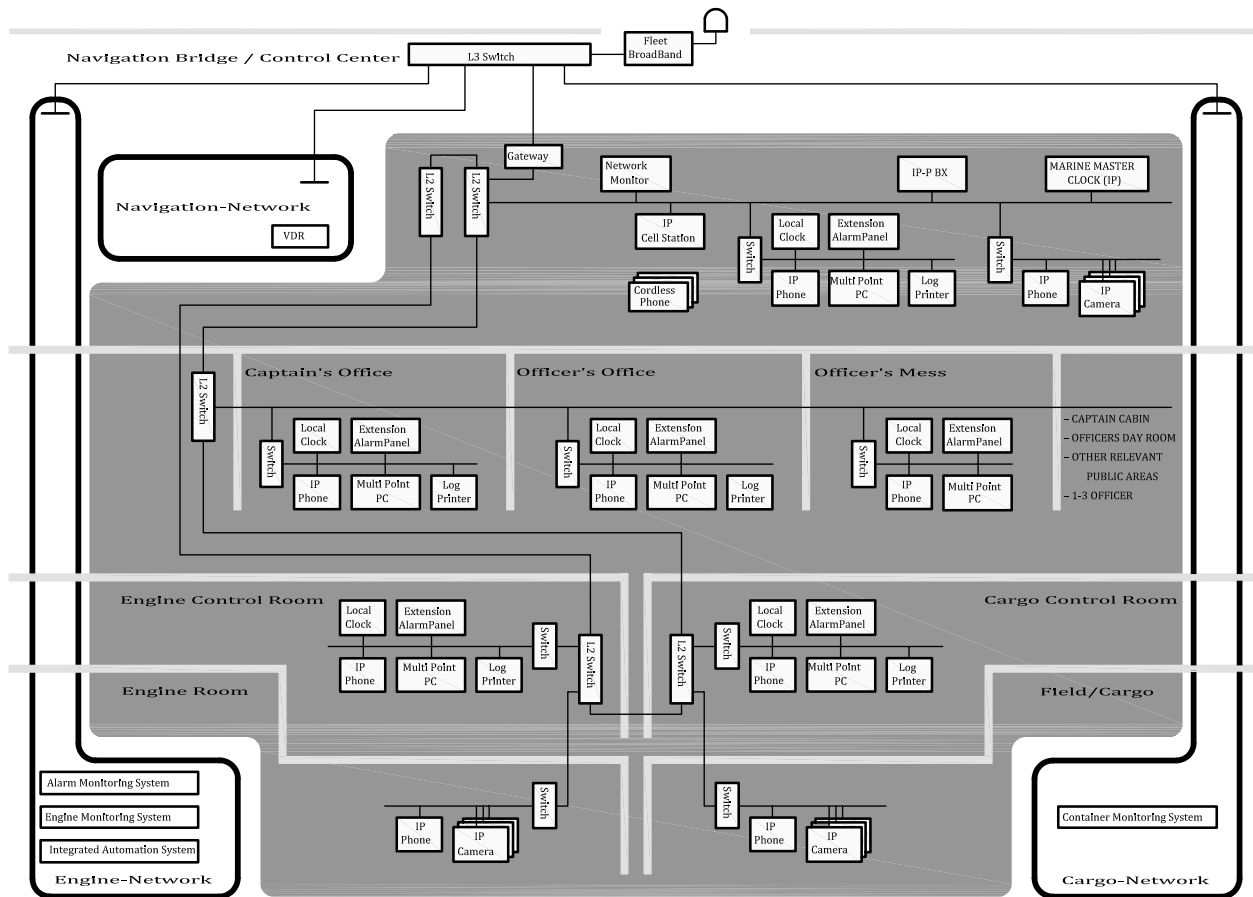 Fleet
BroadBand
Navigation Bridge / Control Center
L3 Switch
Gateway
L2 Switch
L2 Switch
Network
Monitor
IP-P BX
MARINE MASTER
CLOCK (IP)
Navigation-Network
VDR
IP
Cell Station
Switch
Local
Clock
Extension
AlarmPanel
Switch
Cordless
Phone
IP
Phone
Multi Point
PC
Log
Printer
IP
Phone
IP
Camera
L2 Switch
Captain's Office
Officer's Office
Officer's Mess
Switch
Local
Clock
Extension
AlarmPanel
IP
Phone
Multi Point
PC
Log
Printer
Switch
Local
Clock
Extension
AlarmPanel
IP
Phone
Multi Point
PC
Log
Printer
Switch
Local
Clock
Extension
AlarmPanel
IP
Phone
Multi Point
PC
– CAPTAIN CABIN
– OFFICERS DAY ROOM
– OTHER RELEVANT
PUBLIC AREAS
– 1-3 OFFICER
Engine Control Room
Local
Clock
Extension
AlarmPanel
Switch
IP
Phone
Multi Point
PC
Log
Printer
L2 Switch
Cargo Control Room
L2 Switch
Switch
Local
Clock
Extension
AlarmPanel
IP
Phone
Multi Point
PC
Log
Printer
Engine Room
Field/Cargo
Alarm Monitoring System
Engine Monitoring System
Integrated Automation System
Engine-Network
Switch
IP
Phone
IP
Camera
Switch
IP
Phone
IP
Camera
Container Monitoring System
Cargo-Network